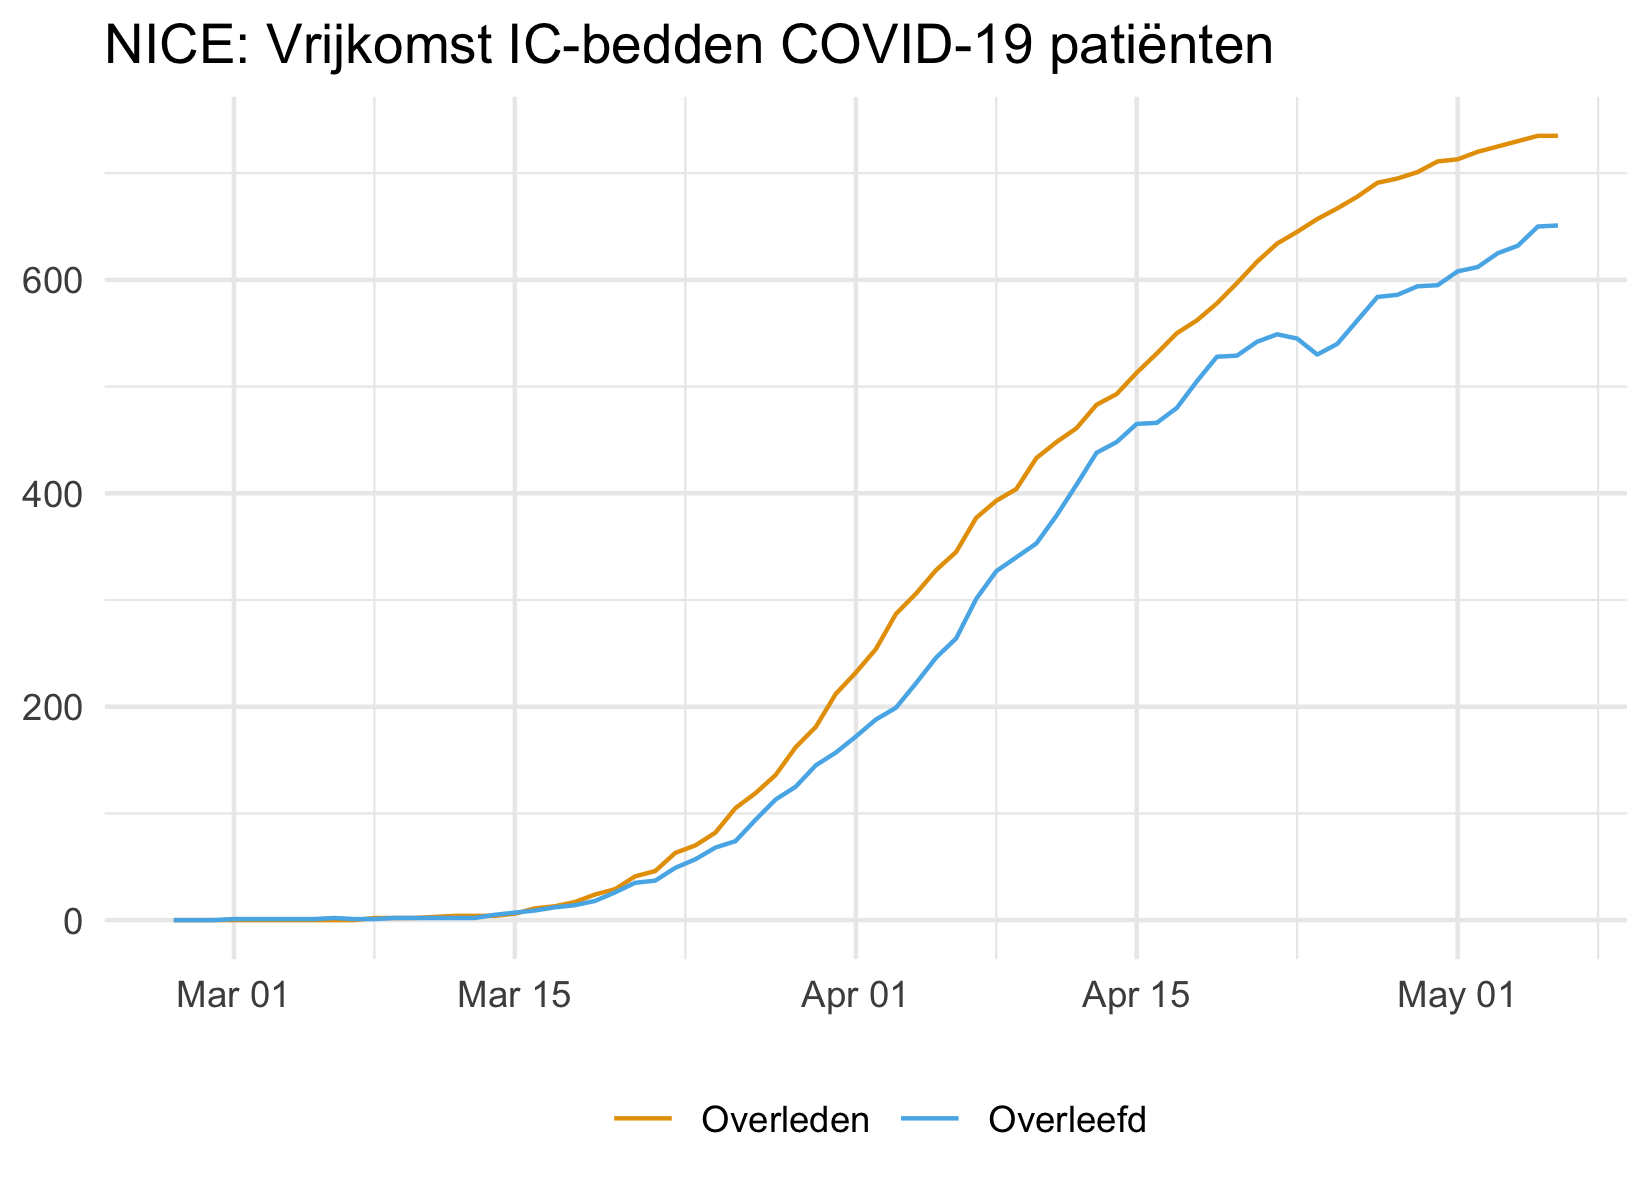 NICE: Vrijkomst IC-bedden COVID-19 patiënten
600
400
200
0
Mar 01 Mar 15 Apr 01 Apr 15 May 01
Overleden Overleefd